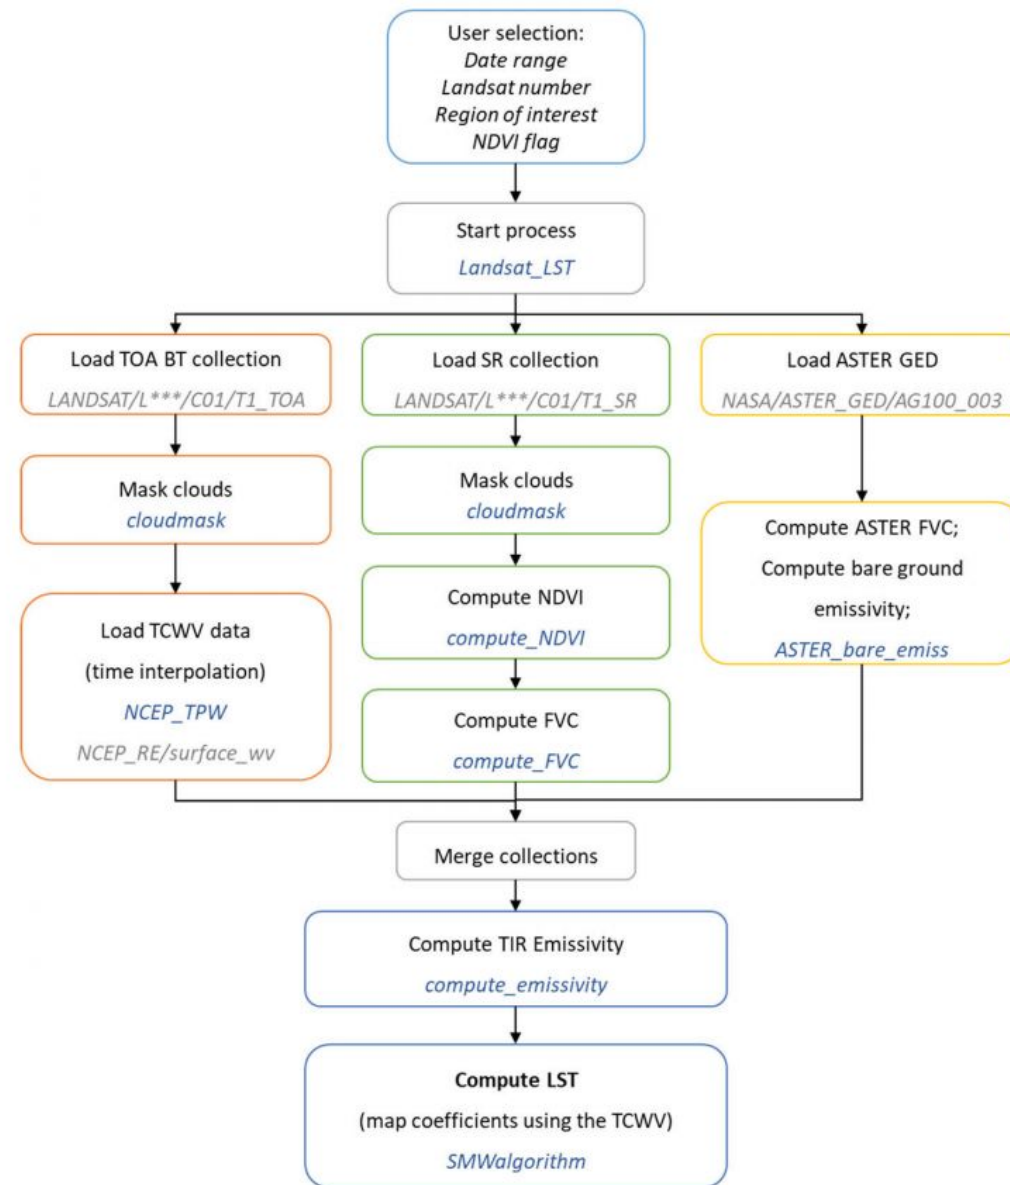 User selection:
Date range
Landsat number
Region of interest
NDVI flag
Start process
Landsat_LST
Load TOA BT collection
LANDSAT/L***/C01/T1_TOA
Mask clouds
cloudmask
Load TCWV data
(time interpolation)
NCEP_TPW
NCEP_RE/surface_wv
Load SR collection
LANDSAT/L***/C01/T1_SR
Mask clouds
cloudmask
Compute NDVI
compute_NDVI
Compute FVC
compute_FVC
Load ASTER GED
NASA/ASTER_GED/AG100_003
Compute ASTER FVC;
Compute bare ground
emissivity;
ASTER_bare_emiss
Merge collections
Compute TIR Emissivity
compute_emissivity
Compute LST
(map coefficients using the TCWV)
SMWalgorithm